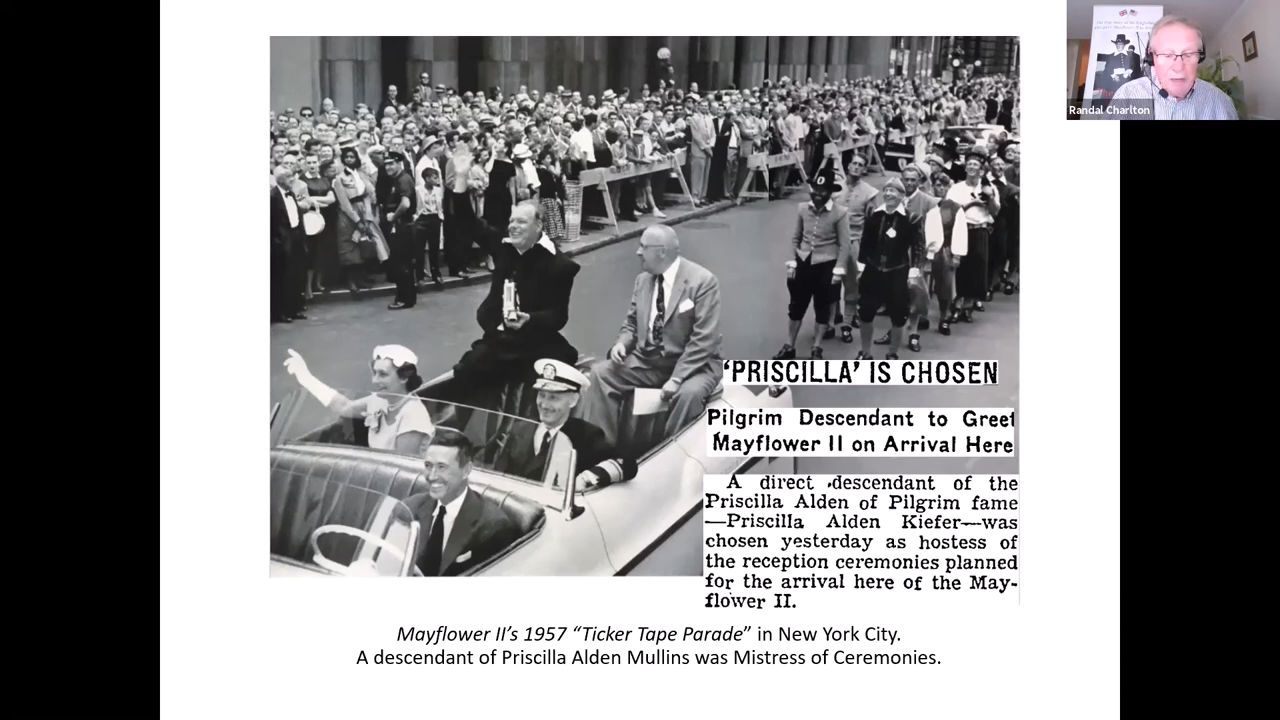 Randal Charlton
'PRISCILLA' IS CHOSEN
Pilgrim Descendant to Greet
Mayflower II on Arrival Here
A direct descendant of the
Priscilla Alden of Pilgrim fame
—Priscilla Alden Kiefer—was
chosen yesterday as hostess of
the reception ceremonies planned
for the arrival here of the May-
flower II.
Mayflower II's 1957 “Ticker Tape Parade” in New York City.
A descendant of Priscilla Alden Mullins was Mistress of Ceremonies.